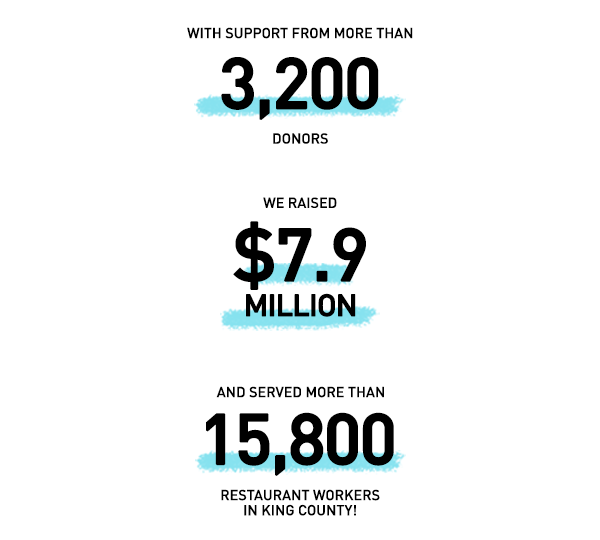 WITH SUPPORT FROM MORE THAN
3,200
DONORS
WE RAISED
$7.9
MILLION
AND SERVED MORE THAN
15,800
RESTAURANT WORKERS
IN KING COUNTY!